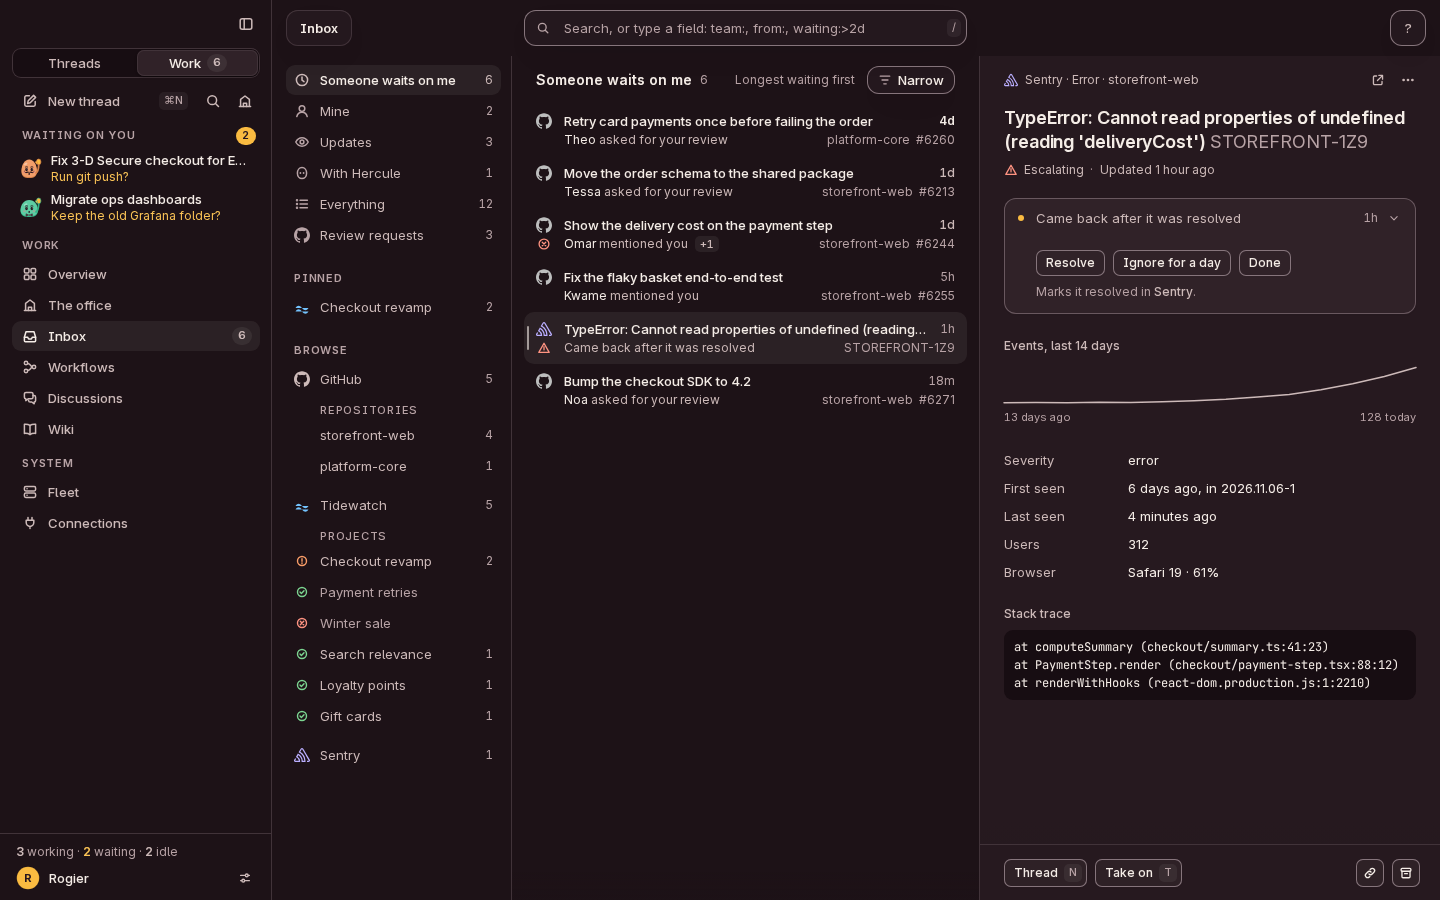 Threads
Work 6
New thread ⌘N
WAITING ON YOU 2
Fix 3-D Secure checkout for E…
Run git push?
Migrate ops dashboards
Keep the old Grafana folder?
WORK
Overview
The office
Inbox 6
Workflows
Discussions
Wiki
SYSTEM
Fleet
Connections
3 working · 2 waiting · 2 idle
R Rogier
Inbox
Someone waits on me 6
Mine 2
Updates 3
With Hercule 1
Everything 12
Review requests 3
PINNED
Checkout revamp 2
BROWSE
GitHub 5
REPOSITORIES
storefront-web 4
platform-core 1
Tidewatch 5
PROJECTS
Checkout revamp 2
Payment retries
Winter sale
Search relevance 1
Loyalty points 1
Gift cards 1
Sentry 1
Search, or type a field: team:, from:, waiting:>2d /
?
Someone waits on me 6 Longest waiting first Narrow
Retry card payments once before failing the order 4d
Theo asked for your review platform-core #6260
Move the order schema to the shared package 1d
Tessa asked for your review storefront-web #6213
Show the delivery cost on the payment step 1d
Omar mentioned you +1 storefront-web #6244
Fix the flaky basket end-to-end test 5h
Kwame mentioned you storefront-web #6255
TypeError: Cannot read properties of undefined (reading… 1h
Came back after it was resolved STOREFRONT-1Z9
Bump the checkout SDK to 4.2 18m
Noa asked for your review storefront-web #6271
Sentry · Error · storefront-web
TypeError: Cannot read properties of undefined
(reading 'deliveryCost') STOREFRONT-1Z9
Escalating · Updated 1 hour ago
Came back after it was resolved 1h
Resolve Ignore for a day Done
Marks it resolved in Sentry.
Events, last 14 days
13 days ago 128 today
Severity error
First seen 6 days ago, in 2026.11.06-1
Last seen 4 minutes ago
Users 312
Browser Safari 19 · 61%
Stack trace
at computeSummary (checkout/summary.ts:41:23)
at PaymentStep.render (checkout/payment-step.tsx:88:12)
at renderWithHooks (react-dom.production.js:1:2210)
Thread N Take on T